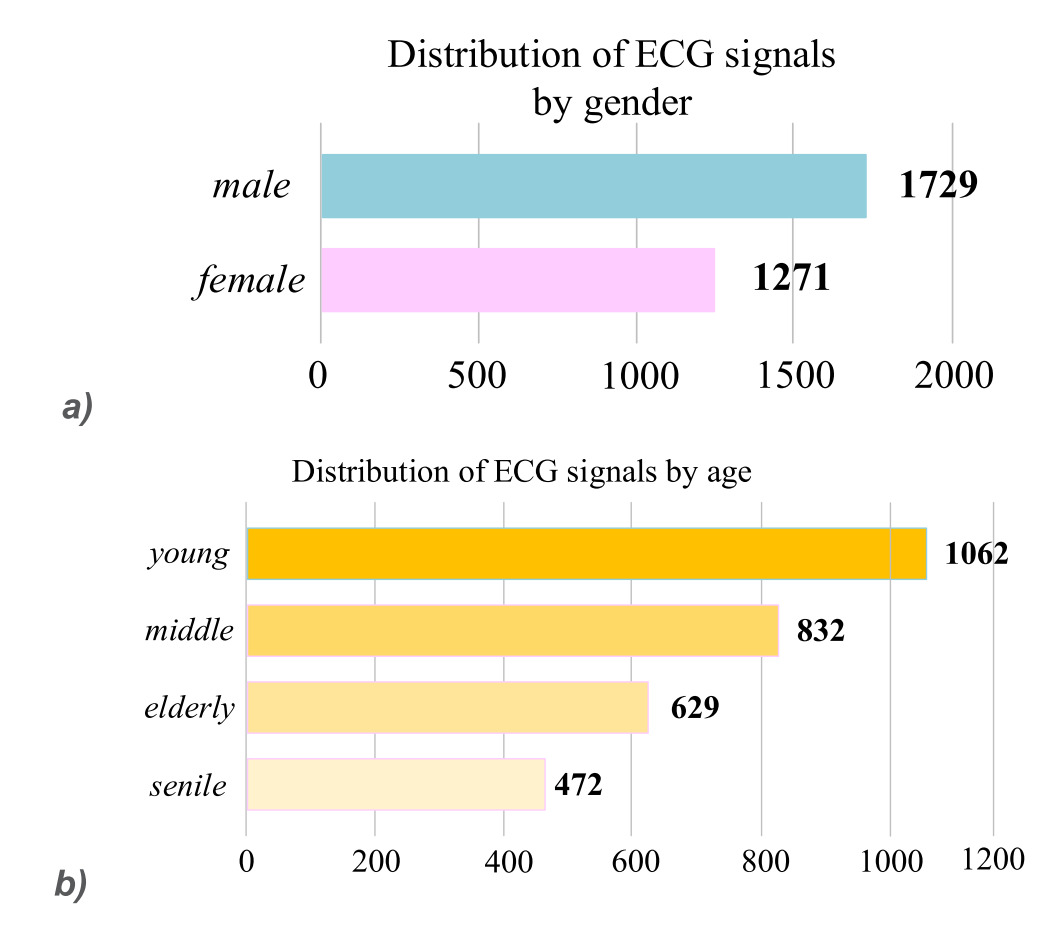 Distribution of ECG signals
by gender
male 1729
female 1271
0 500 1000 1500 2000
a)
Distribution of ECG signals by age
young 1062
middle 832
elderly 629
senile 472
0 200 400 600 800 1000 1200
b)